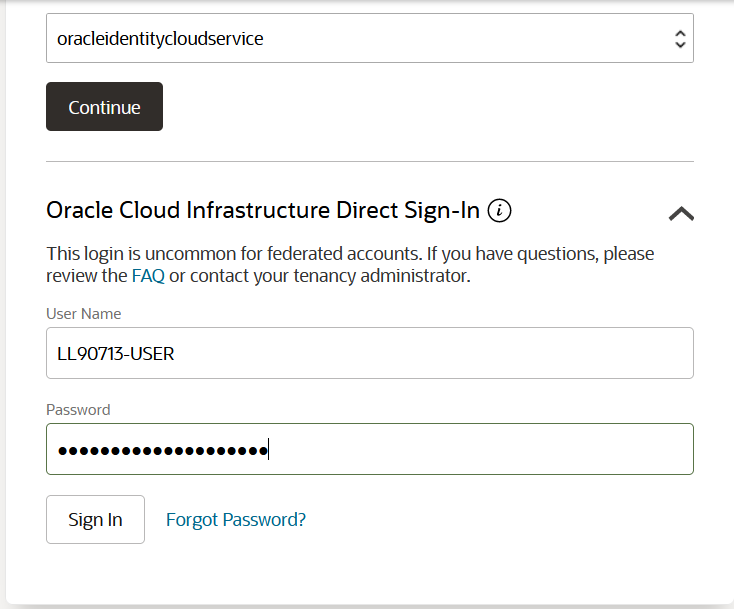 oracleidentitycloudservice
Continue
Oracle Cloud Infrastructure Direct Sign-In
This login is uncommon for federated accounts. If you have questions, please
review the FAQ or contact your tenancy administrator.
User Name
LL90713-USER
Password
●●●●●●●●●●●●●●●●●●●●
Sign In Forgot Password?